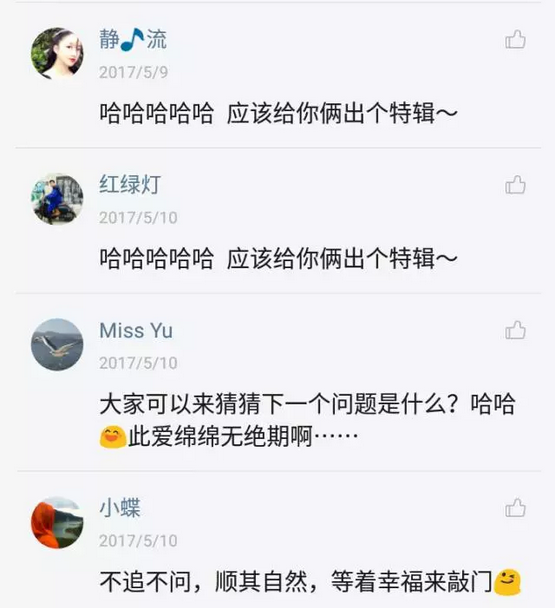 静🎵流
2017/5/9
哈哈哈哈哈 应该给你俩出个特辑～
红绿灯
2017/5/10
哈哈哈哈哈 应该给你俩出个特辑～
Miss Yu
2017/5/10
大家可以来猜猜下一个问题是什么？哈哈
😄此爱绵绵无绝期啊……
小蝶
2017/5/10
不追不问，顺其自然，等着幸福来敲门😉